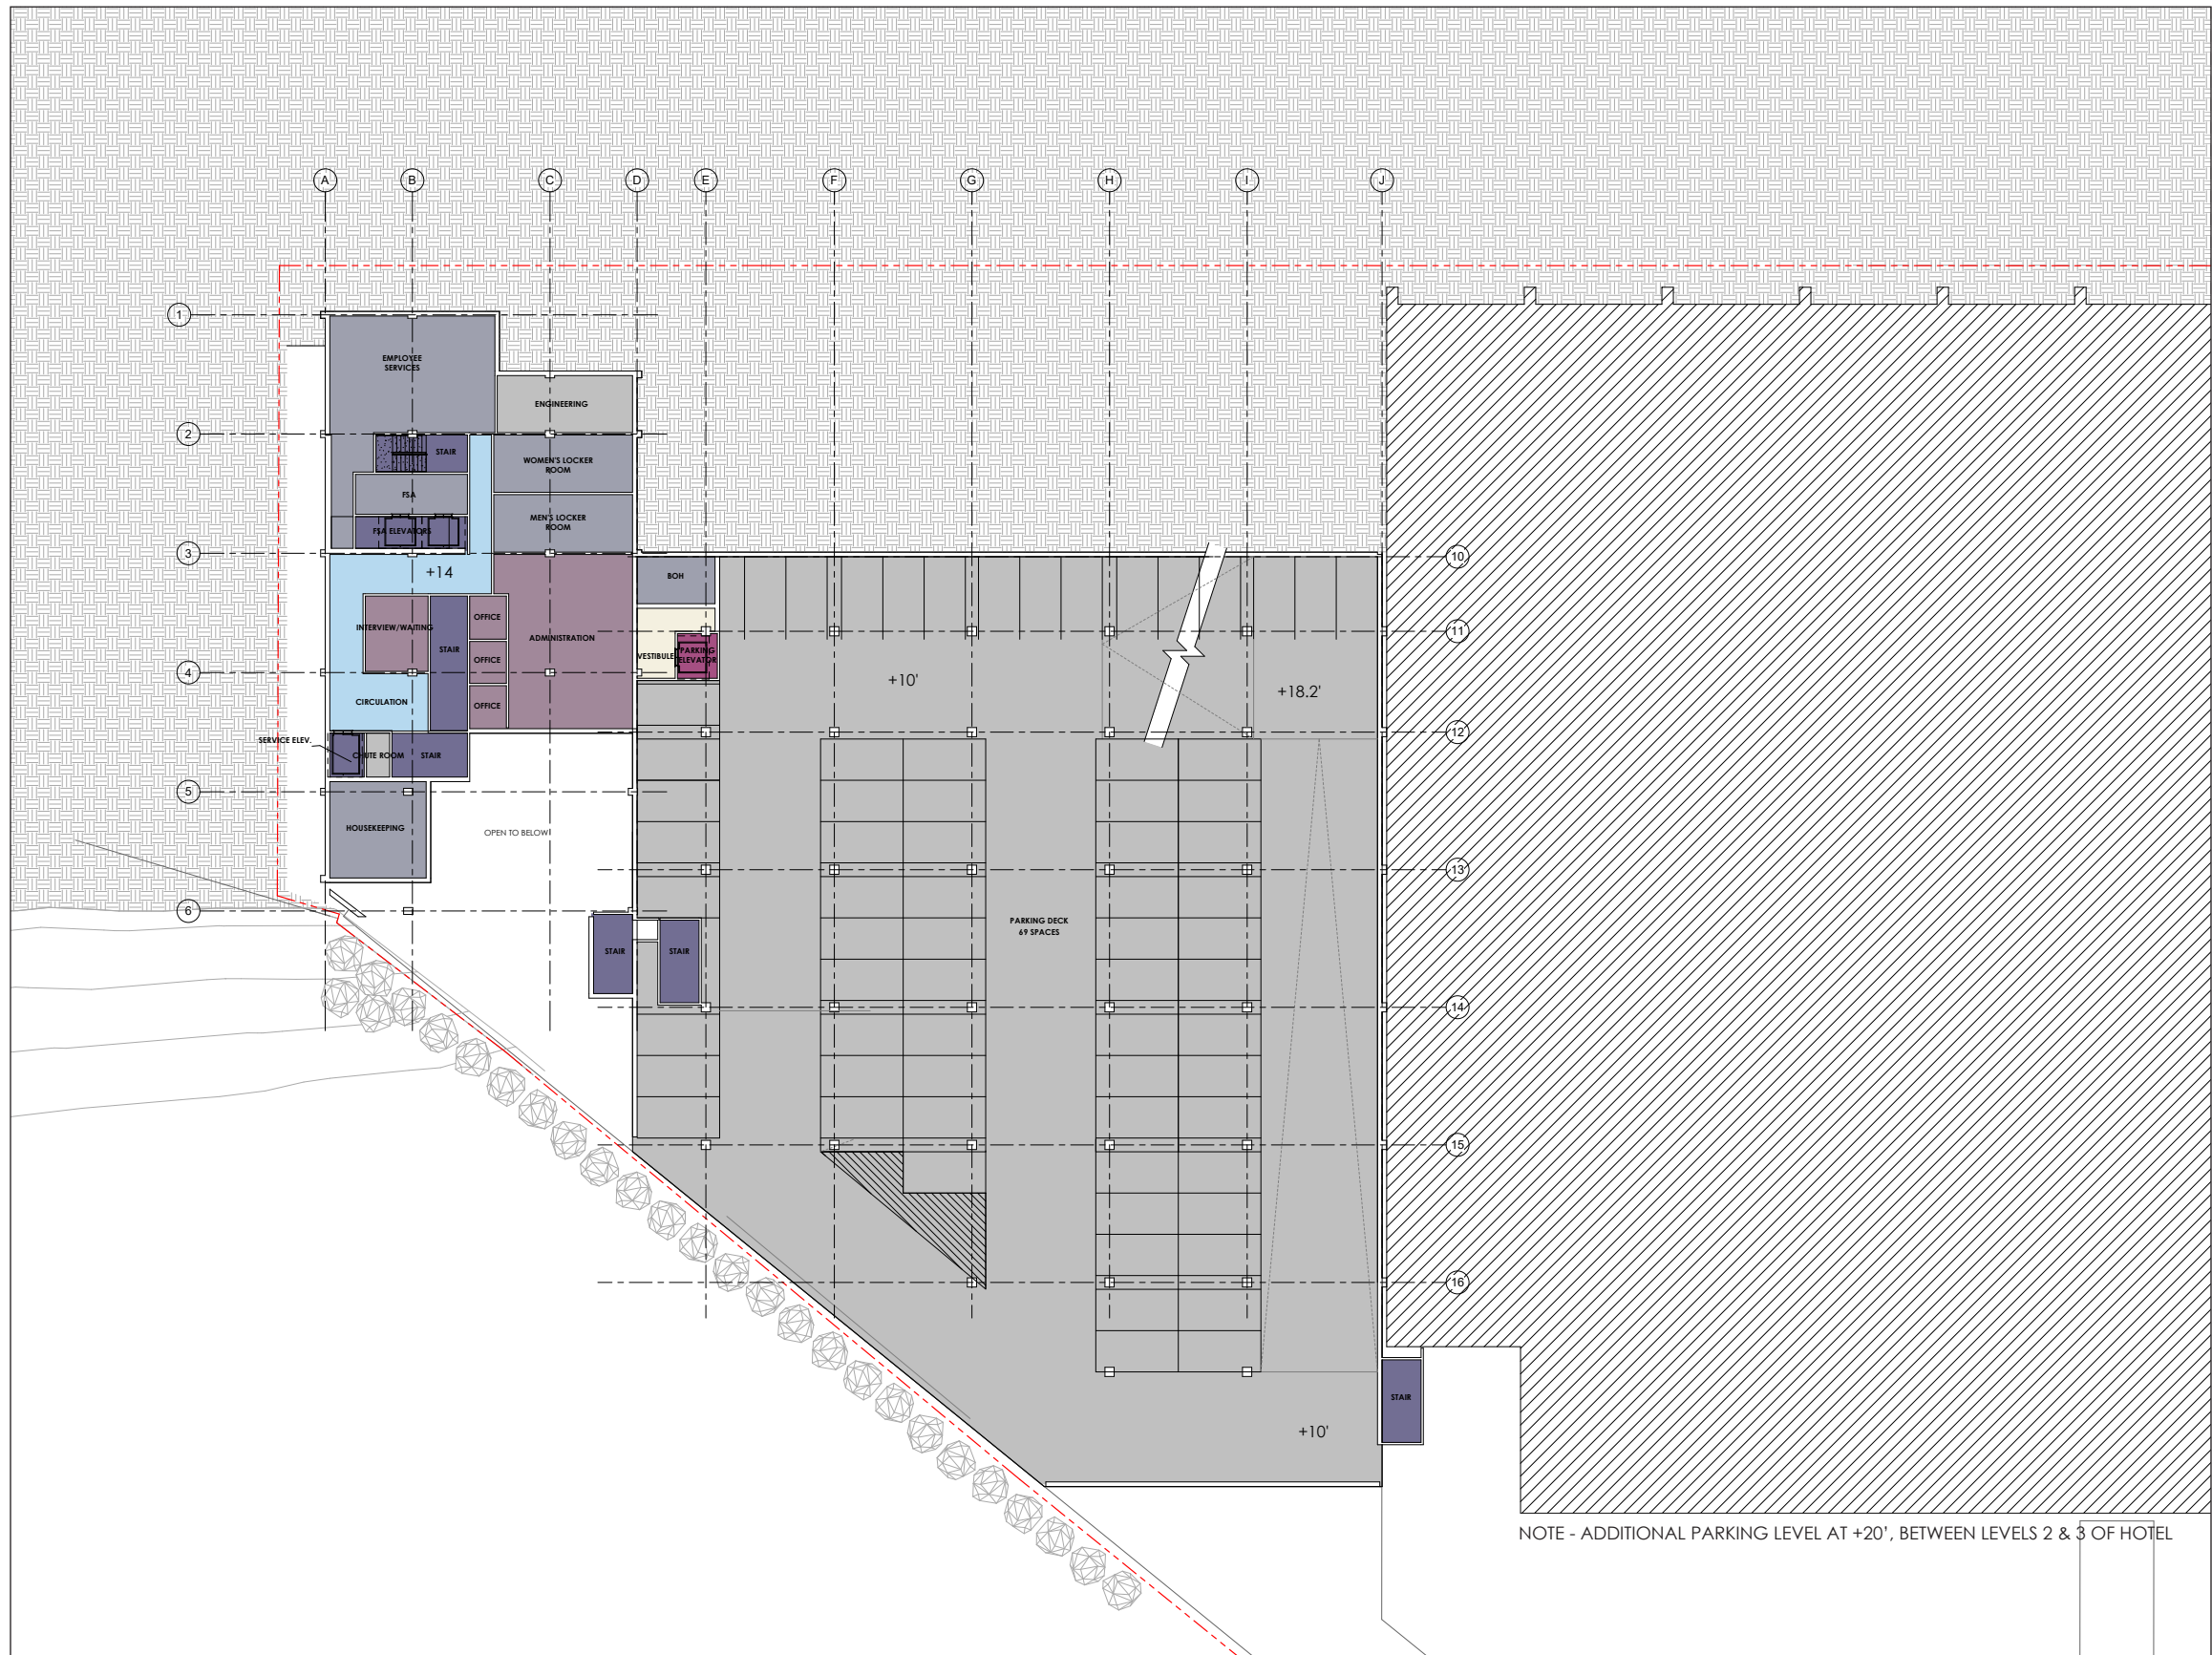 A
B
C
D
E
F
G
H
I
J
1
EMPLOYEE
SERVICES
ENGINEERING
2
STAIR
WOMEN'S LOCKER
ROOM
FSA
MEN'S LOCKER
ROOM
FSA ELEVATORS
3
10
+14
BOH
INTERVIEW/WAITING
OFFICE
ADMINISTRATION
11
STAIR
VESTIBULE
PARKING
ELEVATOR
OFFICE
4
+10'
+18.2'
CIRCULATION
OFFICE
12
SERVICE ELEV.
CHUTE ROOM
STAIR
5
HOUSEKEEPING
OPEN TO BELOW
13
6
PARKING DECK
69 SPACES
STAIR
STAIR
14
15
16
STAIR
+10'
NOTE - ADDITIONAL PARKING LEVEL AT +20', BETWEEN LEVELS 2 & 3 OF HOTEL